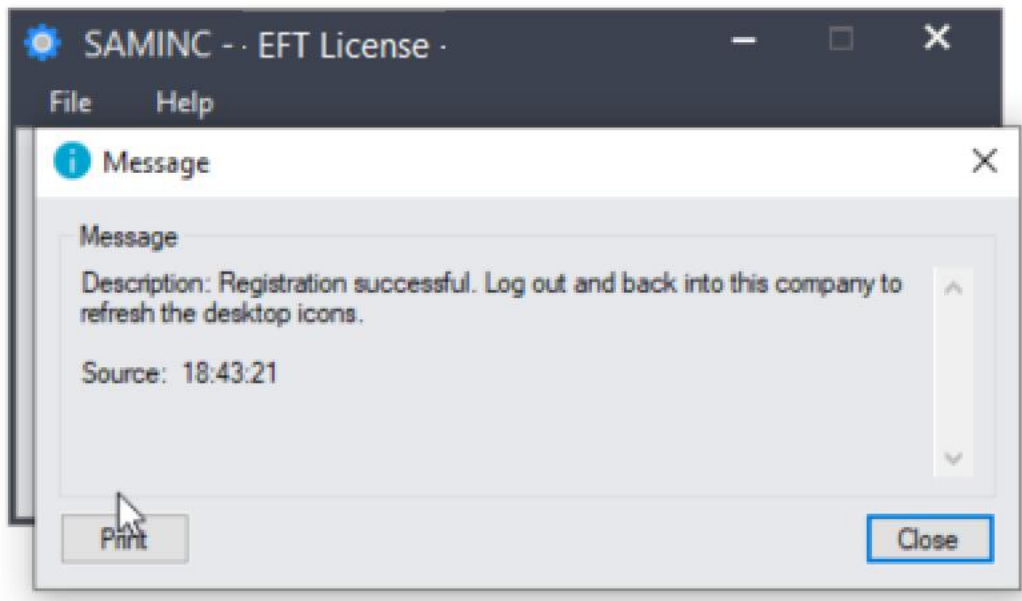 SAMINC - · EFT License ·
File Help
Message
Message
Description: Registration successful. Log out and back into this company to
refresh the desktop icons.
Source: 18:43:21
Print Close